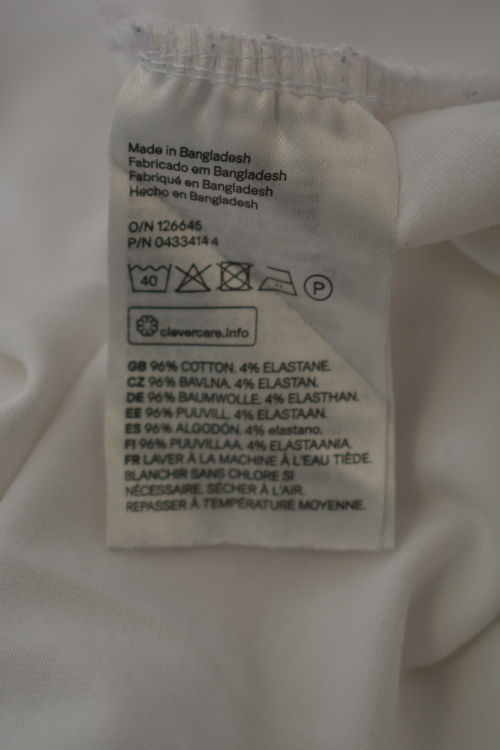 Made in Bangladesh
Fabricado em Bangladesh
Fabriqué en Bangladesh
Hecho en Bangladesh
O/N 126645
P/N 0433414 4
40 P
clevercare.info
GB 96% COTTON. 4% ELASTANE.
CZ 96% BAVLNA. 4% ELASTAN.
DE 96% BAUMWOLLE. 4% ELASTHAN.
EE 96% PUUVILL. 4% ELASTAAN.
ES 96% ALGODÓN. 4% elastano.
FI 96% PUUVILLAA. 4% ELASTAANIA.
FR LAVER À LA MACHINE À L'EAU TIÈDE.
BLANCHIR SANS CHLORE SI
NÉCESSAIRE. SÉCHER À L'AIR.
REPASSER À TEMPÉRATURE MOYENNE.